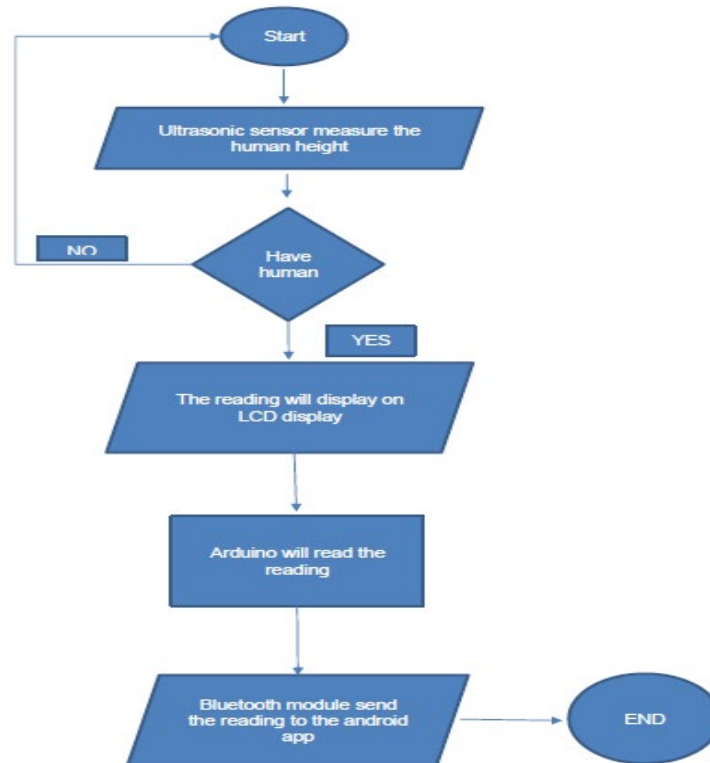 Start
Ultrasonic sensor measure the
human height
Have
human
NO
YES
The reading will display on
LCD display
Arduino will read the
reading
Bluetooth module send
the reading to the android
app
END